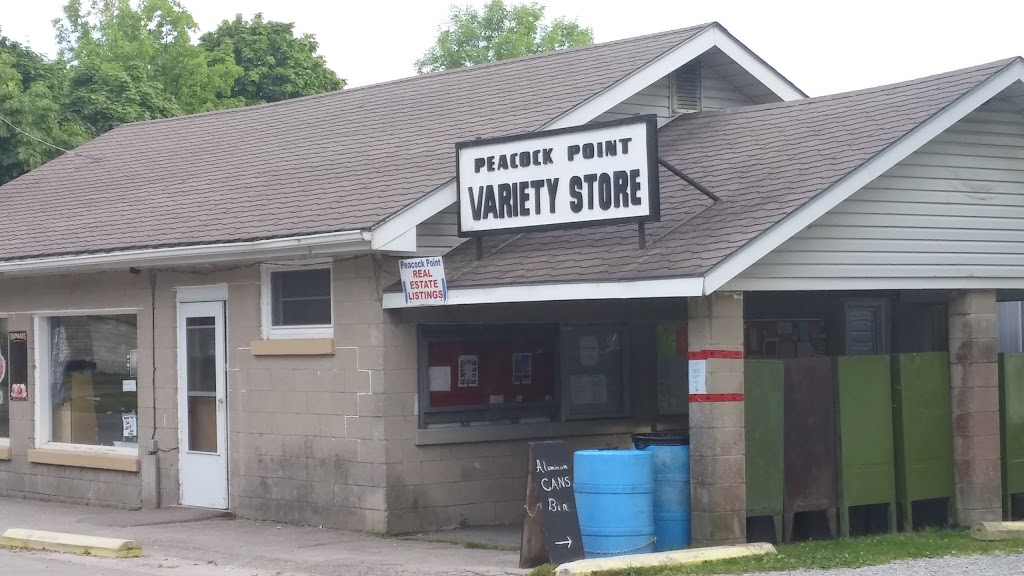 PEACOCK POINT
VARIETY STORE
Peacock Point
REAL
ESTATE
LISTINGS
Aluminum
CANS
Bin